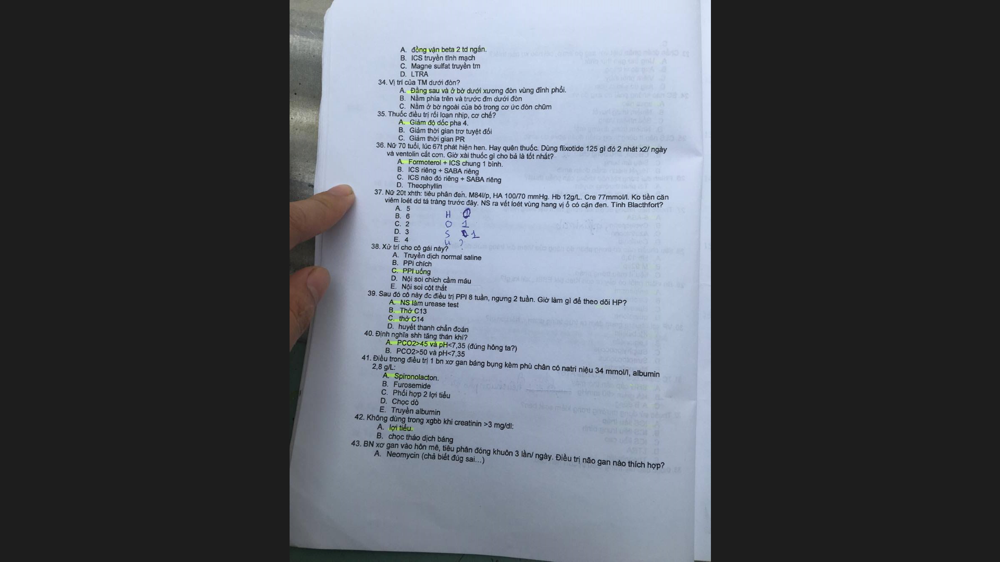 A. đồng vận beta 2 td ngắn.
B. ICS truyền tĩnh mạch
C. Magne sulfat truyền tm
D. LTRA
34. Vị trí của TM dưới đòn?
A. Đằng sau và ở bờ dưới xương đòn vùng đỉnh phổi.
B. Nằm phía trên và trước đm dưới đòn
C. Nằm ở bờ ngoài của bó trong cơ ức đòn chũm
35. Thuốc điều trị rối loạn nhịp, cơ chế?
A. Giảm độ dốc pha 4.
B. Giảm thời gian trơ tuyệt đối
C. Giảm thời gian PR
36. Nữ 70 tuổi, lúc 67t phát hiện hen. Hay quên thuốc. Dùng flixotide 125 gì đó 2 nhát x2/ ngày
và ventolin cắt cơn. Giờ xài thuốc gì cho bả là tốt nhất?
A. Formoterol + ICS chung 1 bình.
B. ICS riêng + SABA riêng
C. ICS nào đó riêng + SABA riêng
D. Theophyllin
37. Nữ 20t xhth: tiêu phân đen. M84l/p, HA 100/70 mmHg. Hb 12g/L. Cre 77mmol/l. Ko tiền căn
viêm loét dd tá tràng trước đây. NS ra vết loét vùng hang vị ổ có cặn đen. Tính Blacthfort?
A. 5
B. 6 H
C. 2 O 1
D. 3 S 1
E. 4 ?
38. Xử trí cho cô gái này?
A. Truyền dịch normal saline
B. PPi chích
C. PPI uống
D. Nội soi chích cầm máu
E. Nội soi cột thắt
39. Sau đó cô này đc điều trị PPI 8 tuần, ngưng 2 tuần. Giờ làm gì để theo dõi HP?
A. NS làm urease test
B. Thở C13
C. thở C14
D. huyết thanh chẩn đoán
40. Định nghĩa shh tăng thán khí?
A. PCO2>45 và pH<7,35 (đúng hông ta?)
B. PCO2>50 và pH<7,35
41. Điều trong điều trị 1 bn xơ gan báng bụng kèm phù chân có natri niệu 34 mmol/l, albumin
2,8 g/L:
A. Spironolacton.
B. Furosemide
C. Phối hợp 2 lợi tiểu
D. Chọc dò
E. Truyền albumin
42. Không dùng trong xgbb khi creatinin >3 mg/dl:
A. lợi tiểu.
B. chọc tháo dịch báng
43. BN xơ gan vào hôn mê, tiêu phân đóng khuôn 3 lần/ ngày. Điều trị não gan nào thích hợp?
A. Neomycin (chả biết đúg sai...)